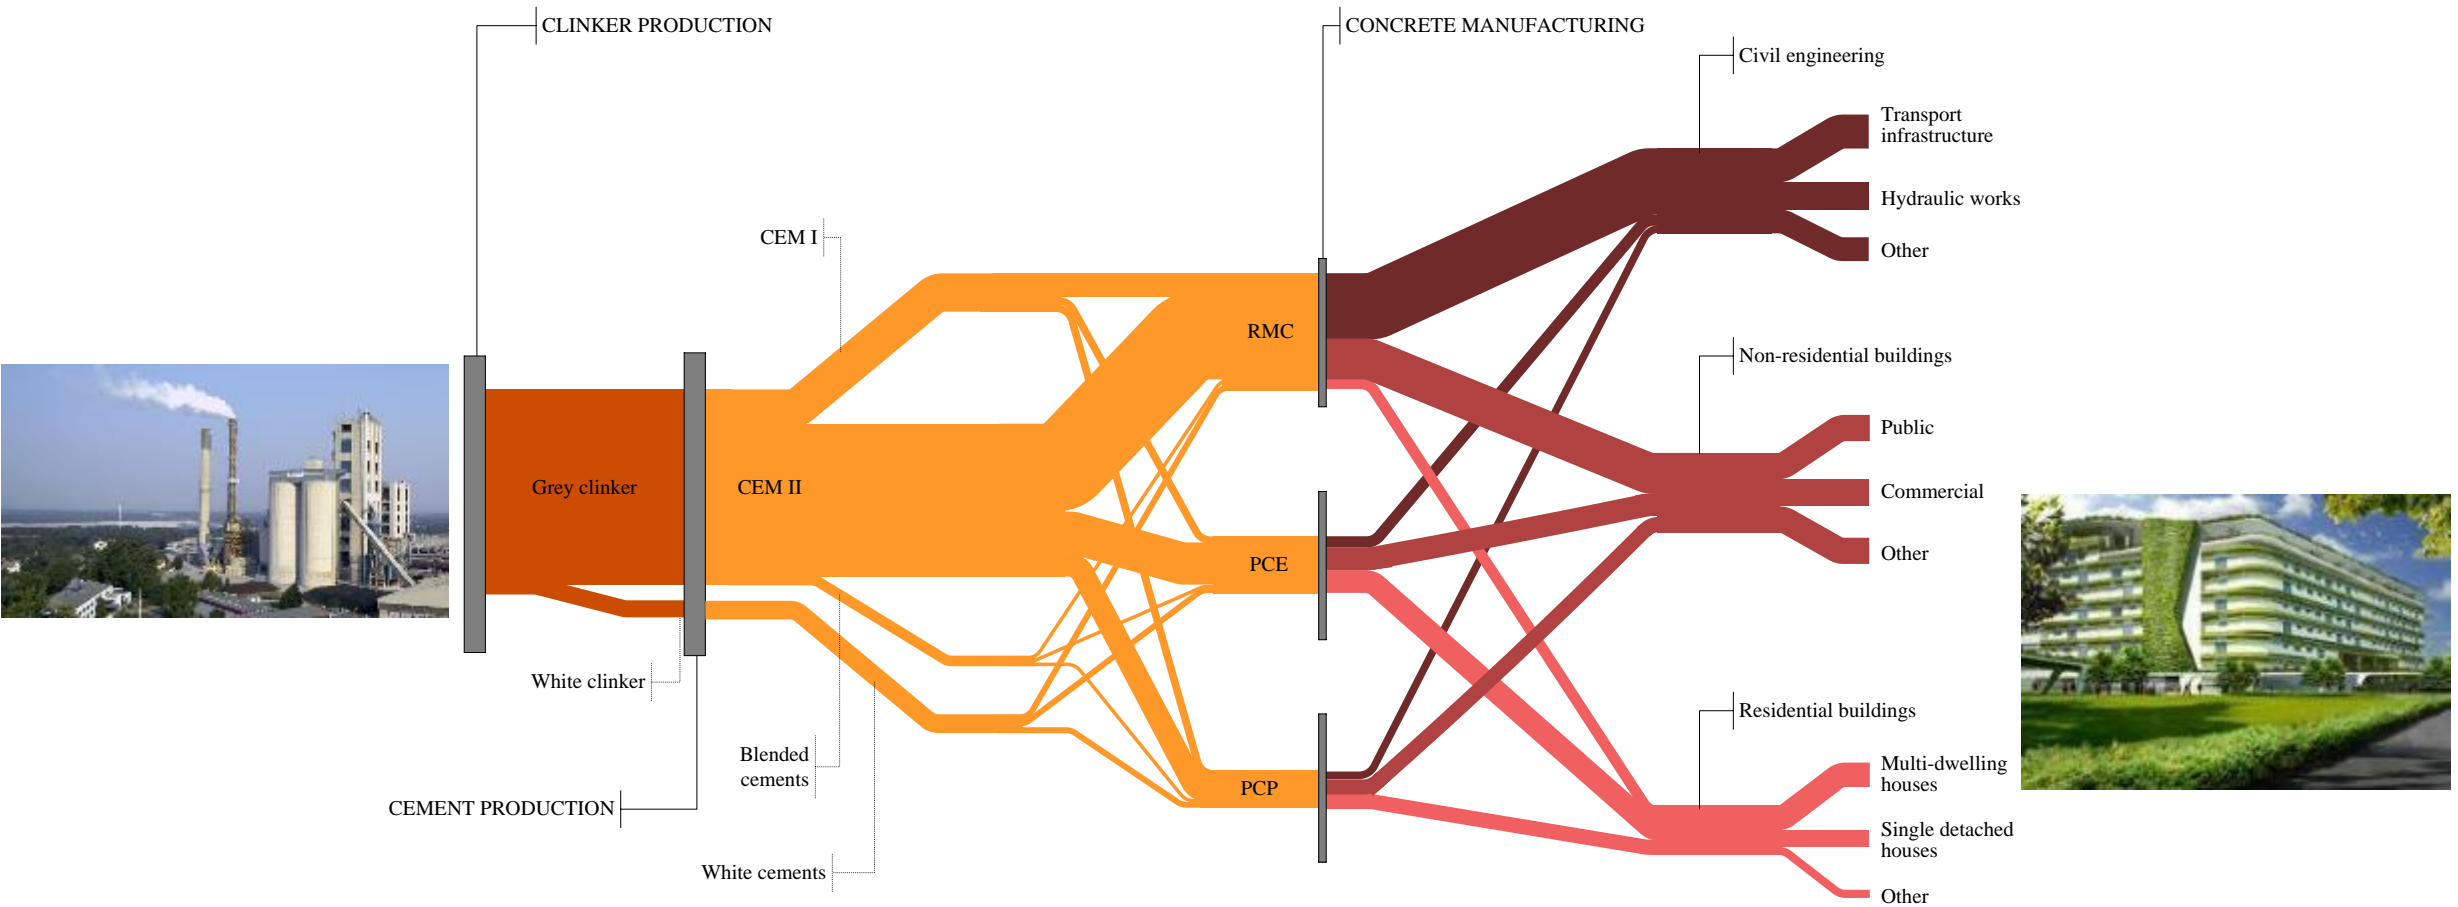 CLINKER PRODUCTION
CONCRETE MANUFACTURING
Civil engineering
Transport
infrastructure
Hydraulic works
Other
CEM I
RMC
Non-residential buildings
Public
Commercial
Other
Grey clinker
CEM II
PCE
White clinker
Residential buildings
Blended
cements
Multi-dwelling
houses
PCP
CEMENT PRODUCTION
Single detached
houses
White cements
Other